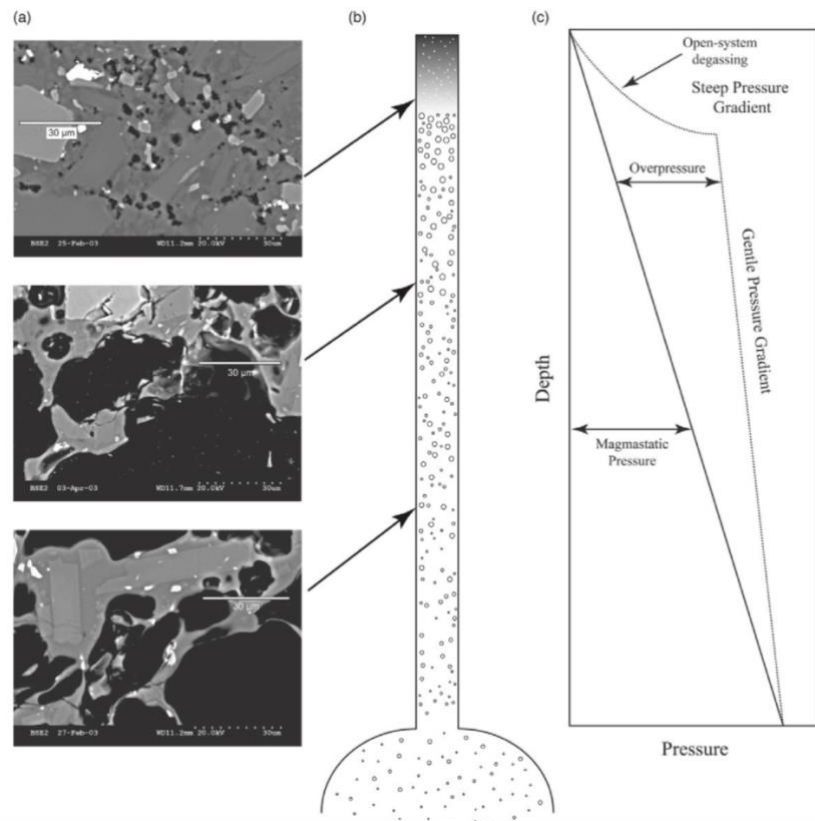 (a)
30 µm
BSE2 25-Feb-03 WD11.2mm 20.0kV 30um
30 µm
BSE2 03-Apr-03 WD11.7mm 20.0kV 30um
30 µm
BSE2 27-Feb-03 WD11.2mm 20.0kV 30um
(b)
(c)
Open-system
degassing
Steep Pressure
Gradient
Overpressure
Gentle Pressure Gradient
Depth
Magmastatic
Pressure
Pressure